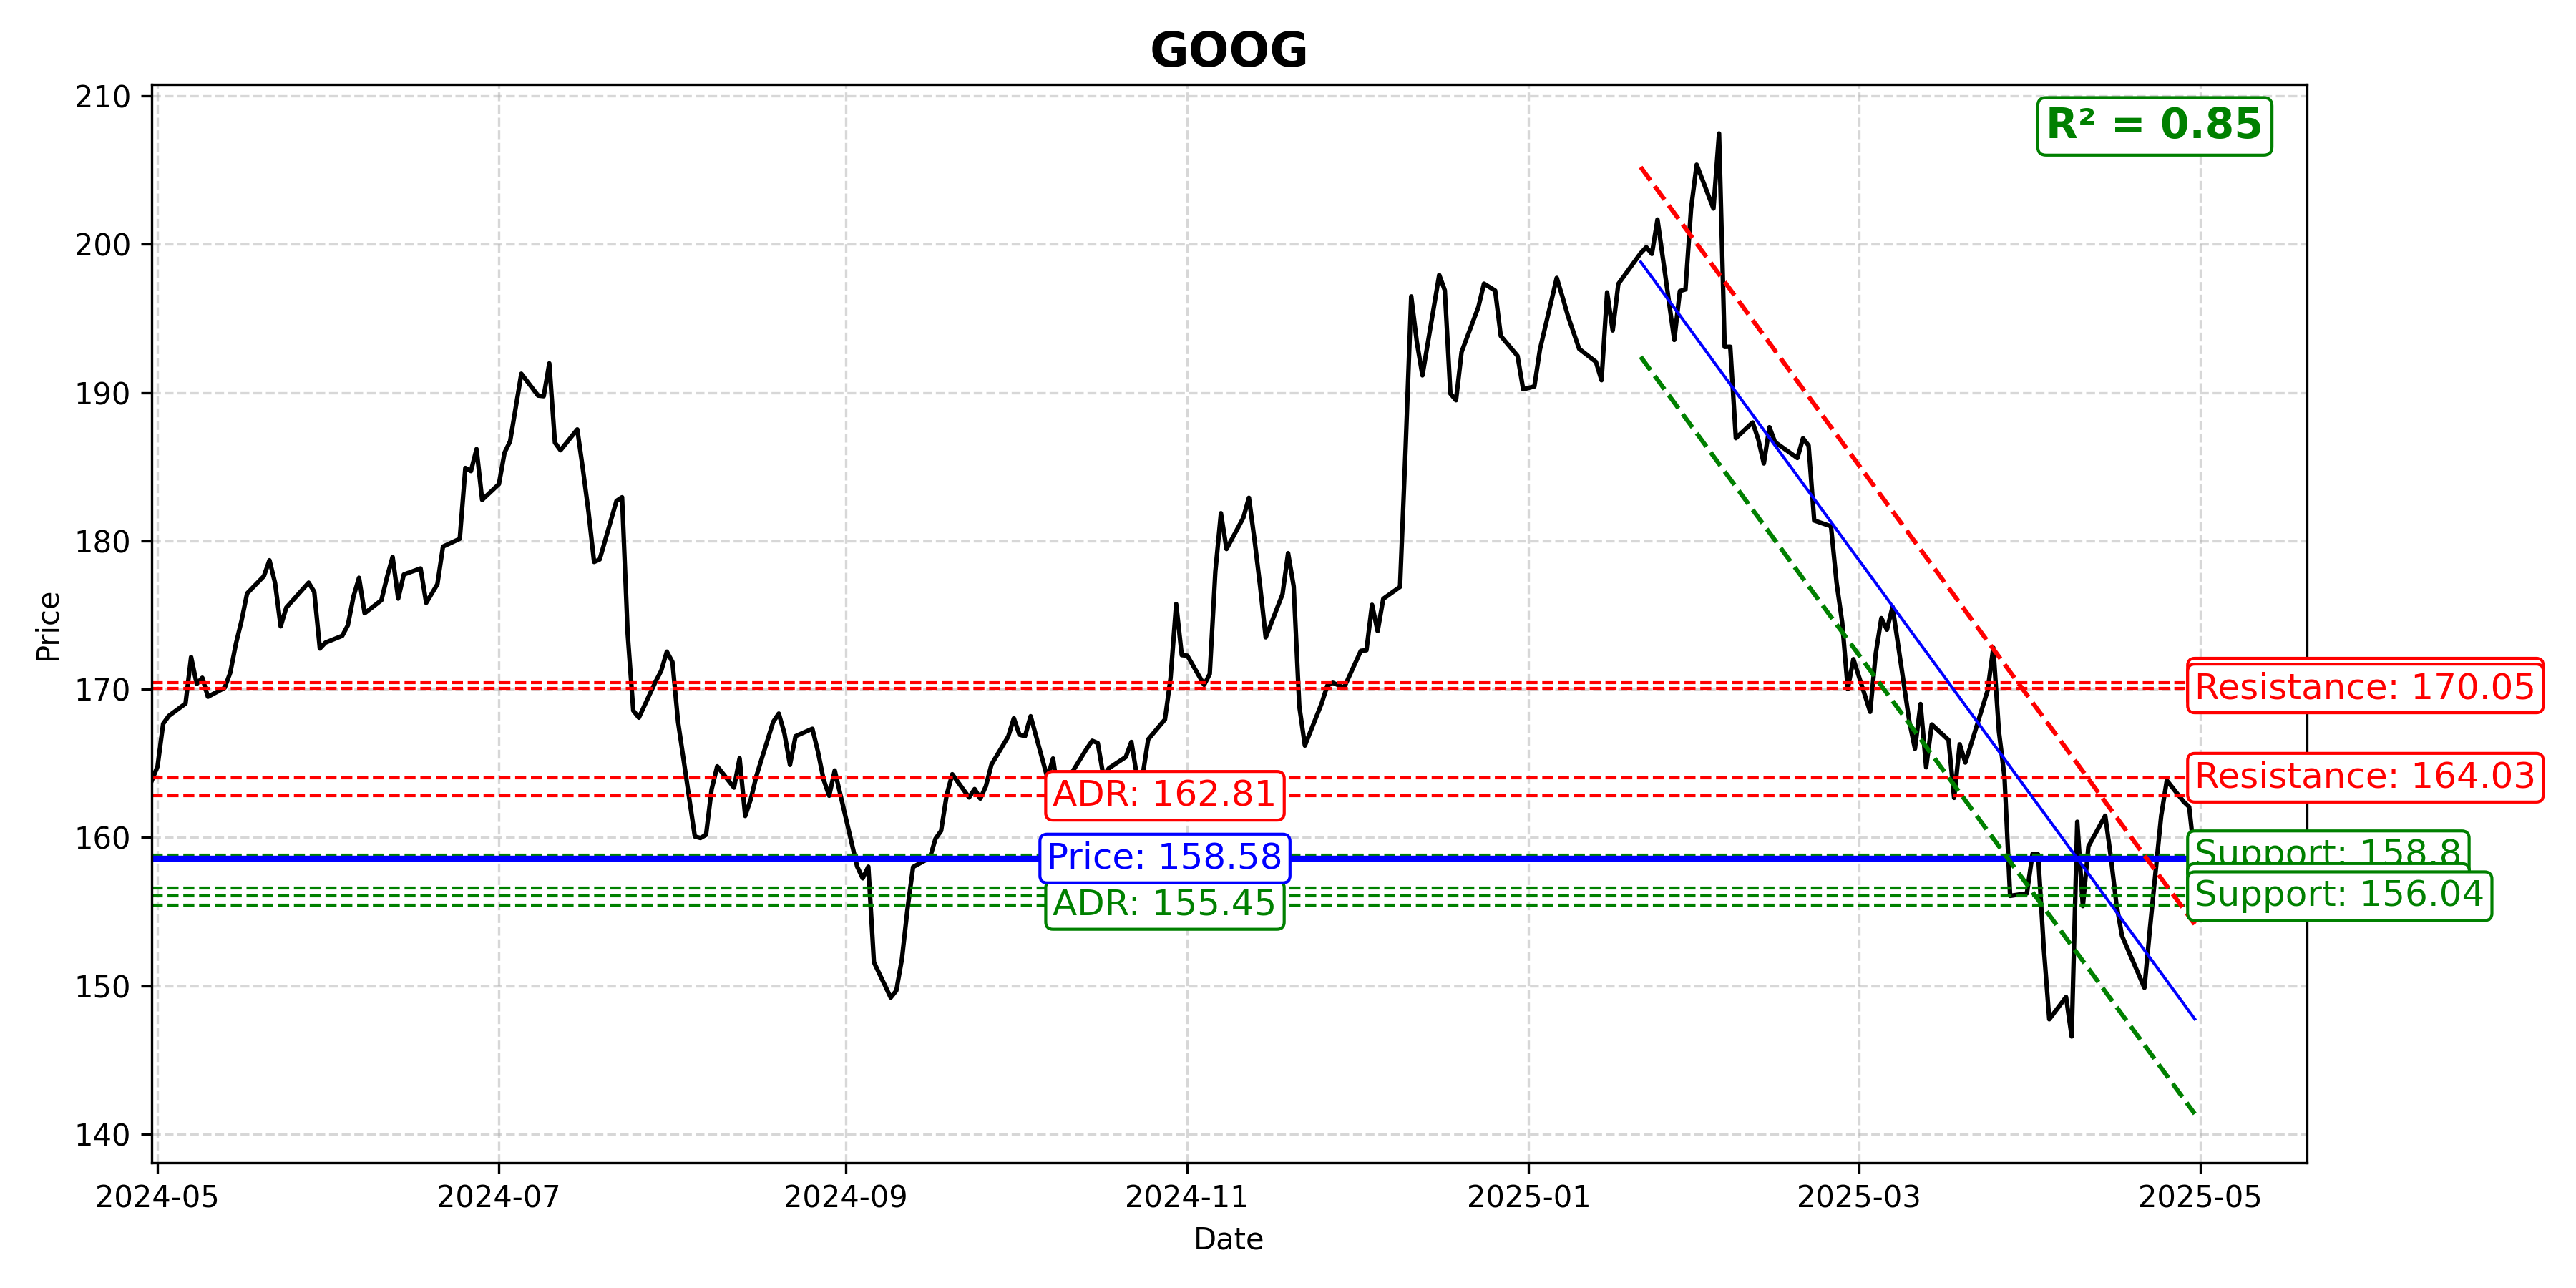 GOOG
R² = 0.85
210
200
190
180
170
160
150
140
Price
Resistance: 170.05
Resistance: 164.03
ADR: 162.81
Price: 158.58
Support: 158.8
Support: 156.04
ADR: 155.45
2024-05
2024-07
2024-09
2024-11
2025-01
2025-03
2025-05
Date